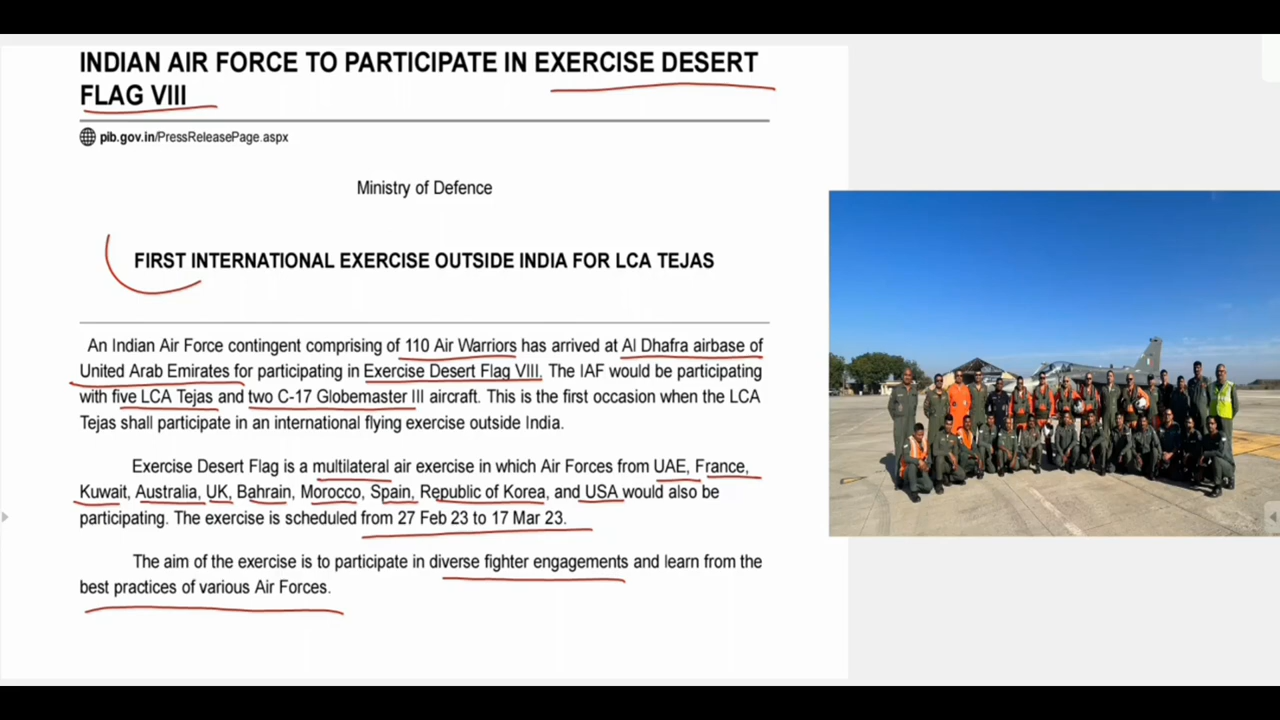 INDIAN AIR FORCE TO PARTICIPATE IN EXERCISE DESERT
FLAG VIII
pib.gov.in/PressReleasePage.aspx
Ministry of Defence
FIRST INTERNATIONAL EXERCISE OUTSIDE INDIA FOR LCA TEJAS
An Indian Air Force contingent comprising of 110 Air Warriors has arrived at Al Dhafra airbase of
United Arab Emirates for participating in Exercise Desert Flag VIII. The IAF would be participating
with five LCA Tejas and two C-17 Globemaster III aircraft. This is the first occasion when the LCA
Tejas shall participate in an international flying exercise outside India.
Exercise Desert Flag is a multilateral air exercise in which Air Forces from UAE, France,
Kuwait, Australia, UK, Bahrain, Morocco, Spain, Republic of Korea, and USA would also be
participating. The exercise is scheduled from 27 Feb 23 to 17 Mar 23.
The aim of the exercise is to participate in diverse fighter engagements and learn from the
best practices of various Air Forces.